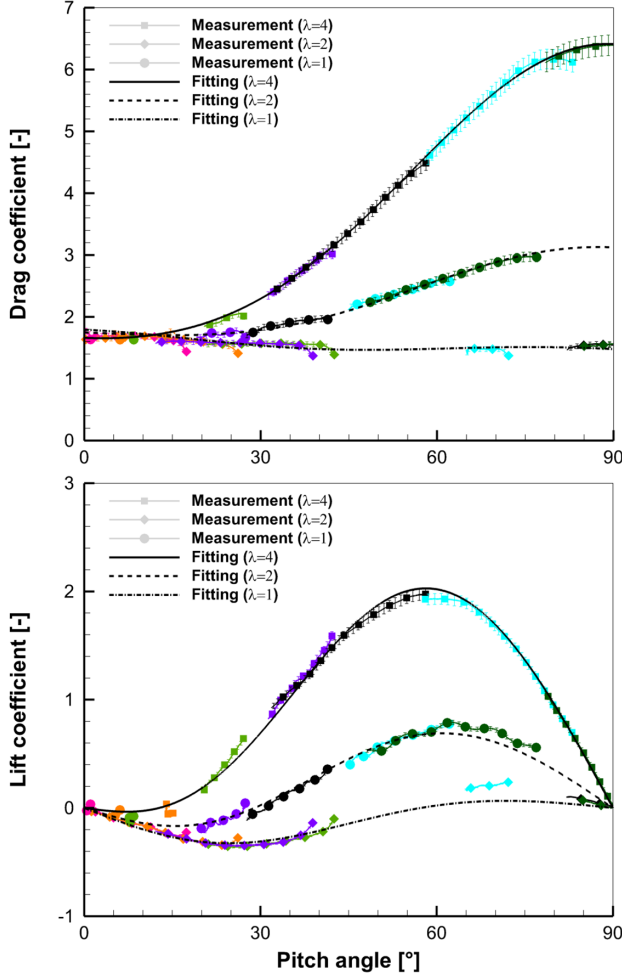 7
6
5
4
3
2
1
0
Drag coefficient [-]
Measurement (λ=4)
Measurement (λ=2)
Measurement (λ=1)
Fitting (λ=4)
Fitting (λ=2)
Fitting (λ=1)
0 30 60 90
3
2
1
0
-1
Lift coefficient [-]
Measurement (λ=4)
Measurement (λ=2)
Measurement (λ=1)
Fitting (λ=4)
Fitting (λ=2)
Fitting (λ=1)
0 30 60 90
Pitch angle [°]